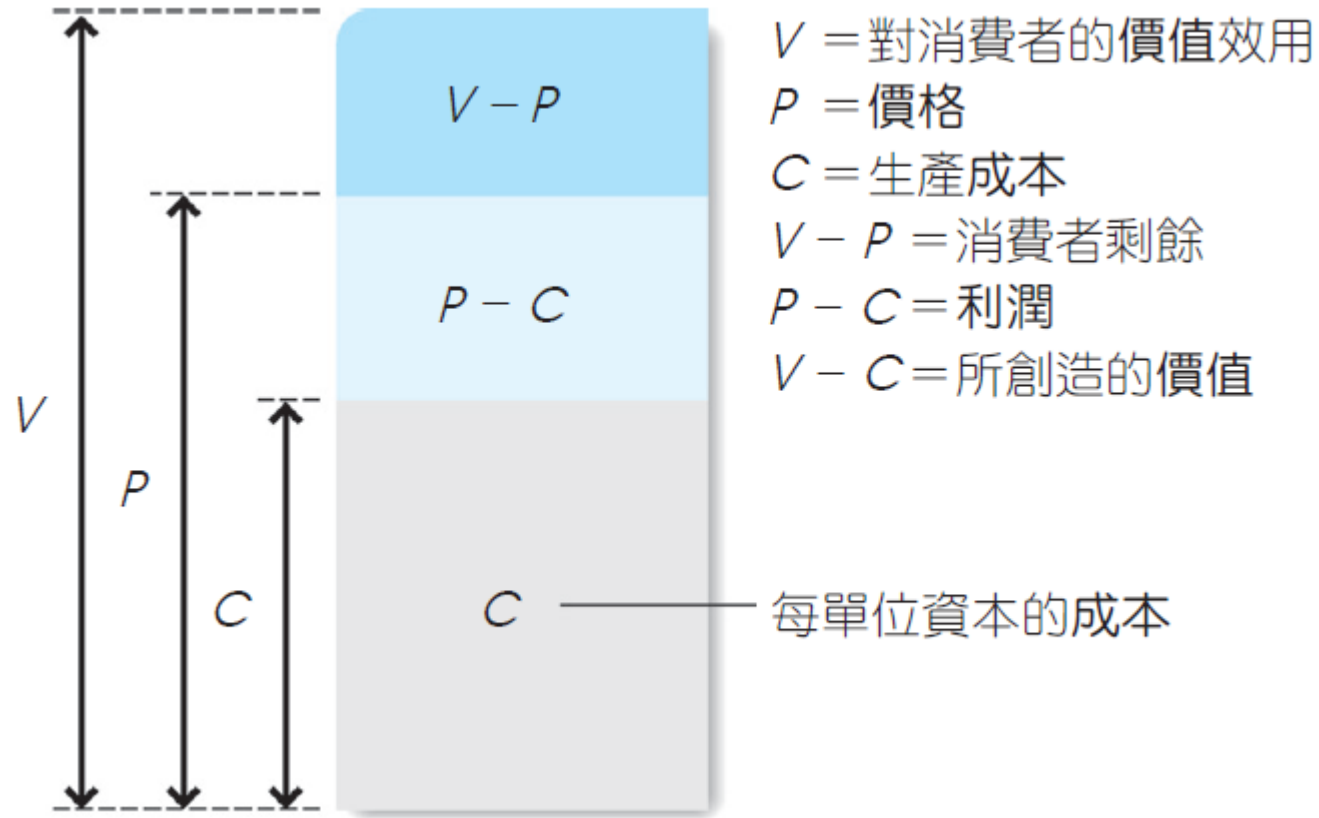 V = 對消費者的價值效用
P = 價格
C = 生產成本
V – P = 消費者剩餘
P – C = 利潤
V – C = 所創造的價值
V – P
P – C
V
P
C
C
每單位資本的成本